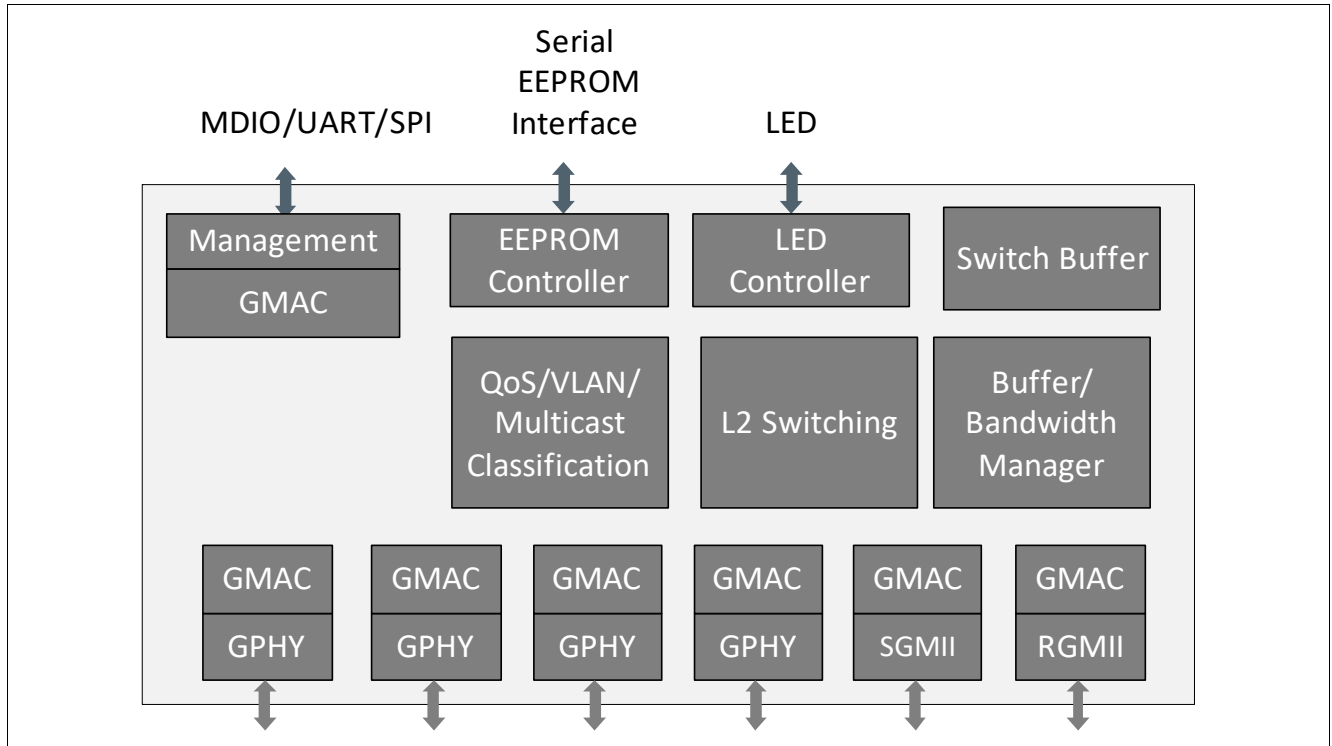 Serial
EEPROM
Interface
MDIO/UART/SPI
LED
Management
GMAC
EEPROM
Controller
LED
Controller
Switch Buffer
QoS/VLAN/
Multicast
Classification
L2 Switching
Buffer/
Bandwidth
Manager
GMAC
GPHY
GMAC
GPHY
GMAC
GPHY
GMAC
GPHY
GMAC
SGMII
GMAC
RGMII